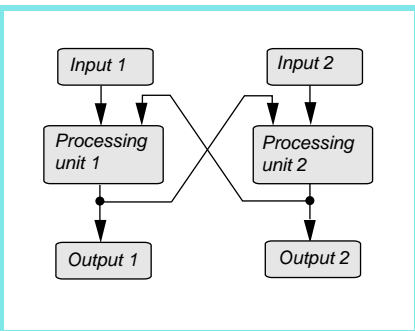 Input 1
Input 2
Processing
unit 1
Processing
unit 2
Output 1
Output 2